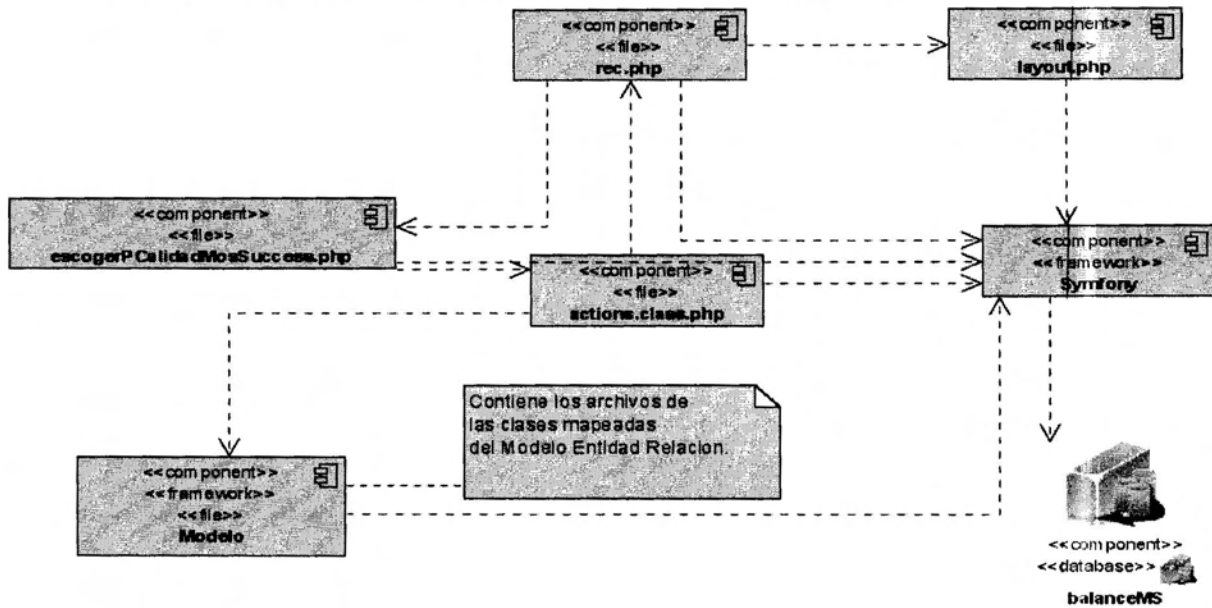 <<component>>
<<file>>
rec.php
<<component>>
<<file>>
layout.php
<<component>>
<<file>>
escogerPCalidadMosSuccess.php
<<component>>
<<file>>
actions.class.php
<<component>>
<<framework>>
Symfony
Contiene los archivos de
las clases mapeadas
del Modelo Entidad Relacion.
<<component>>
<<framework>>
<<file>>
Modelo
<<component>>
<<database>>
balanceMS